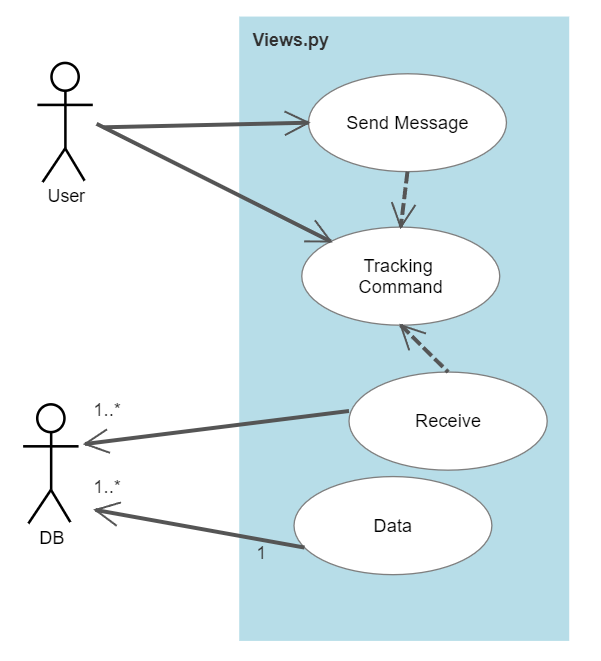 Views.py
Send Message
User
Tracking
Command
1..*
Receive
1..*
Data
DB
1